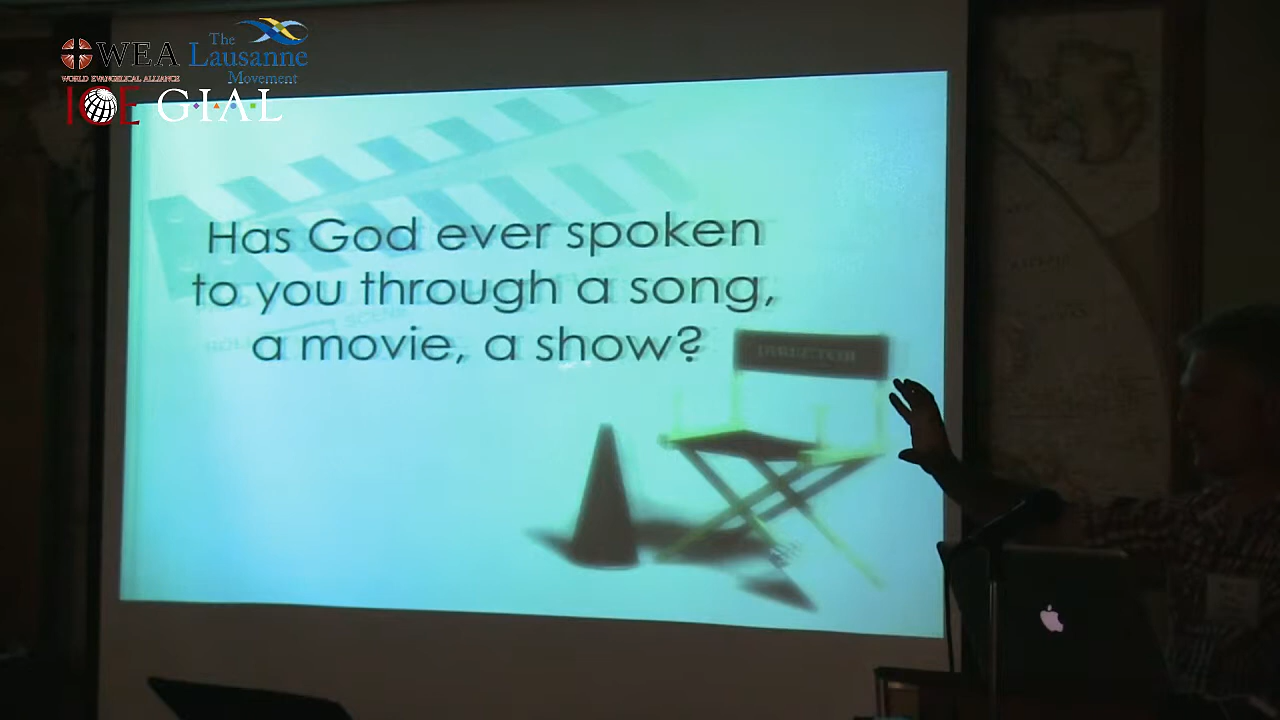 WEA
WORLD EVANGELICAL ALLIANCE
The
Lausanne
Movement
GIAL
Has God ever spoken
to you through a song,
a movie, a show?
DIRECTOR